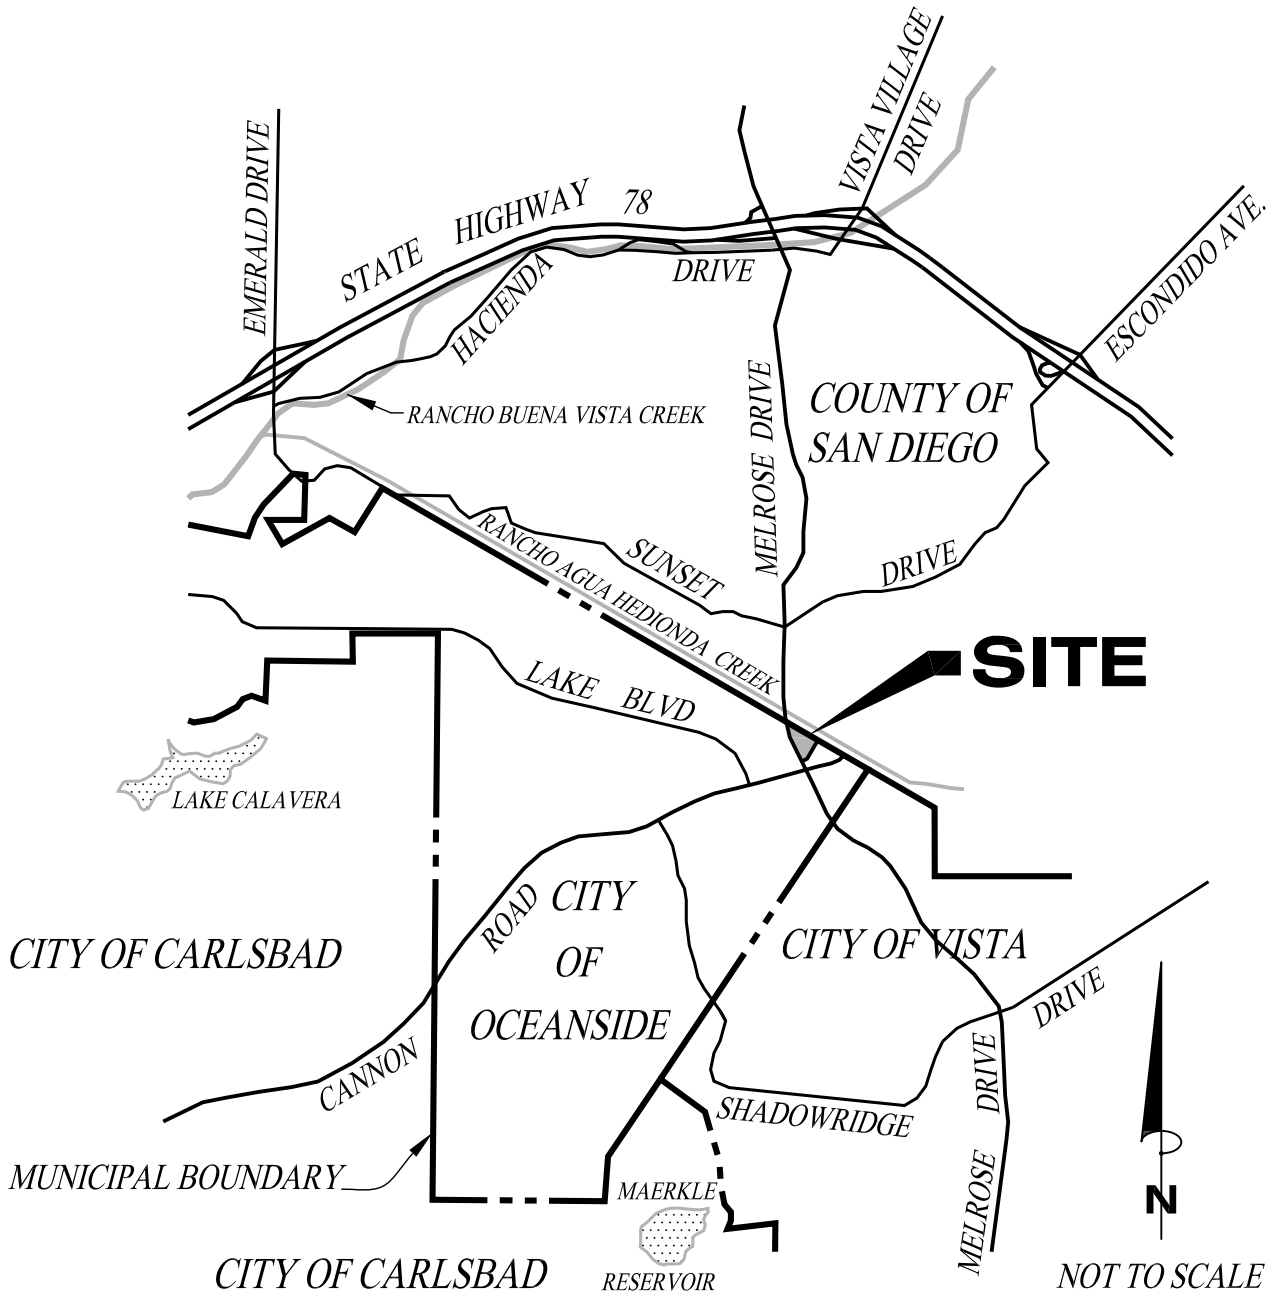 VISTA VILLAGE
DRIVE
EMERALD DRIVE
STATE HIGHWAY 78
ESCONDIDO AVE.
HACIENDA
DRIVE
RANCHO BUENA VISTA CREEK
MELROSE DRIVE
COUNTY OF
SAN DIEGO
RANCHO AGUA HEDIONDA CREEK
SUNSET
DRIVE
SITE
LAKE BLVD
LAKE CALAVERA
CITY OF CARLSBAD
ROAD
CITY
OF
OCEANSIDE
CITY OF VISTA
DRIVE
CANNON
SHADOWRIDGE
DRIVE
MELROSE
MUNICIPAL BOUNDARY
MAERKLE
RESERVOIR
CITY OF CARLSBAD
N
NOT TO SCALE